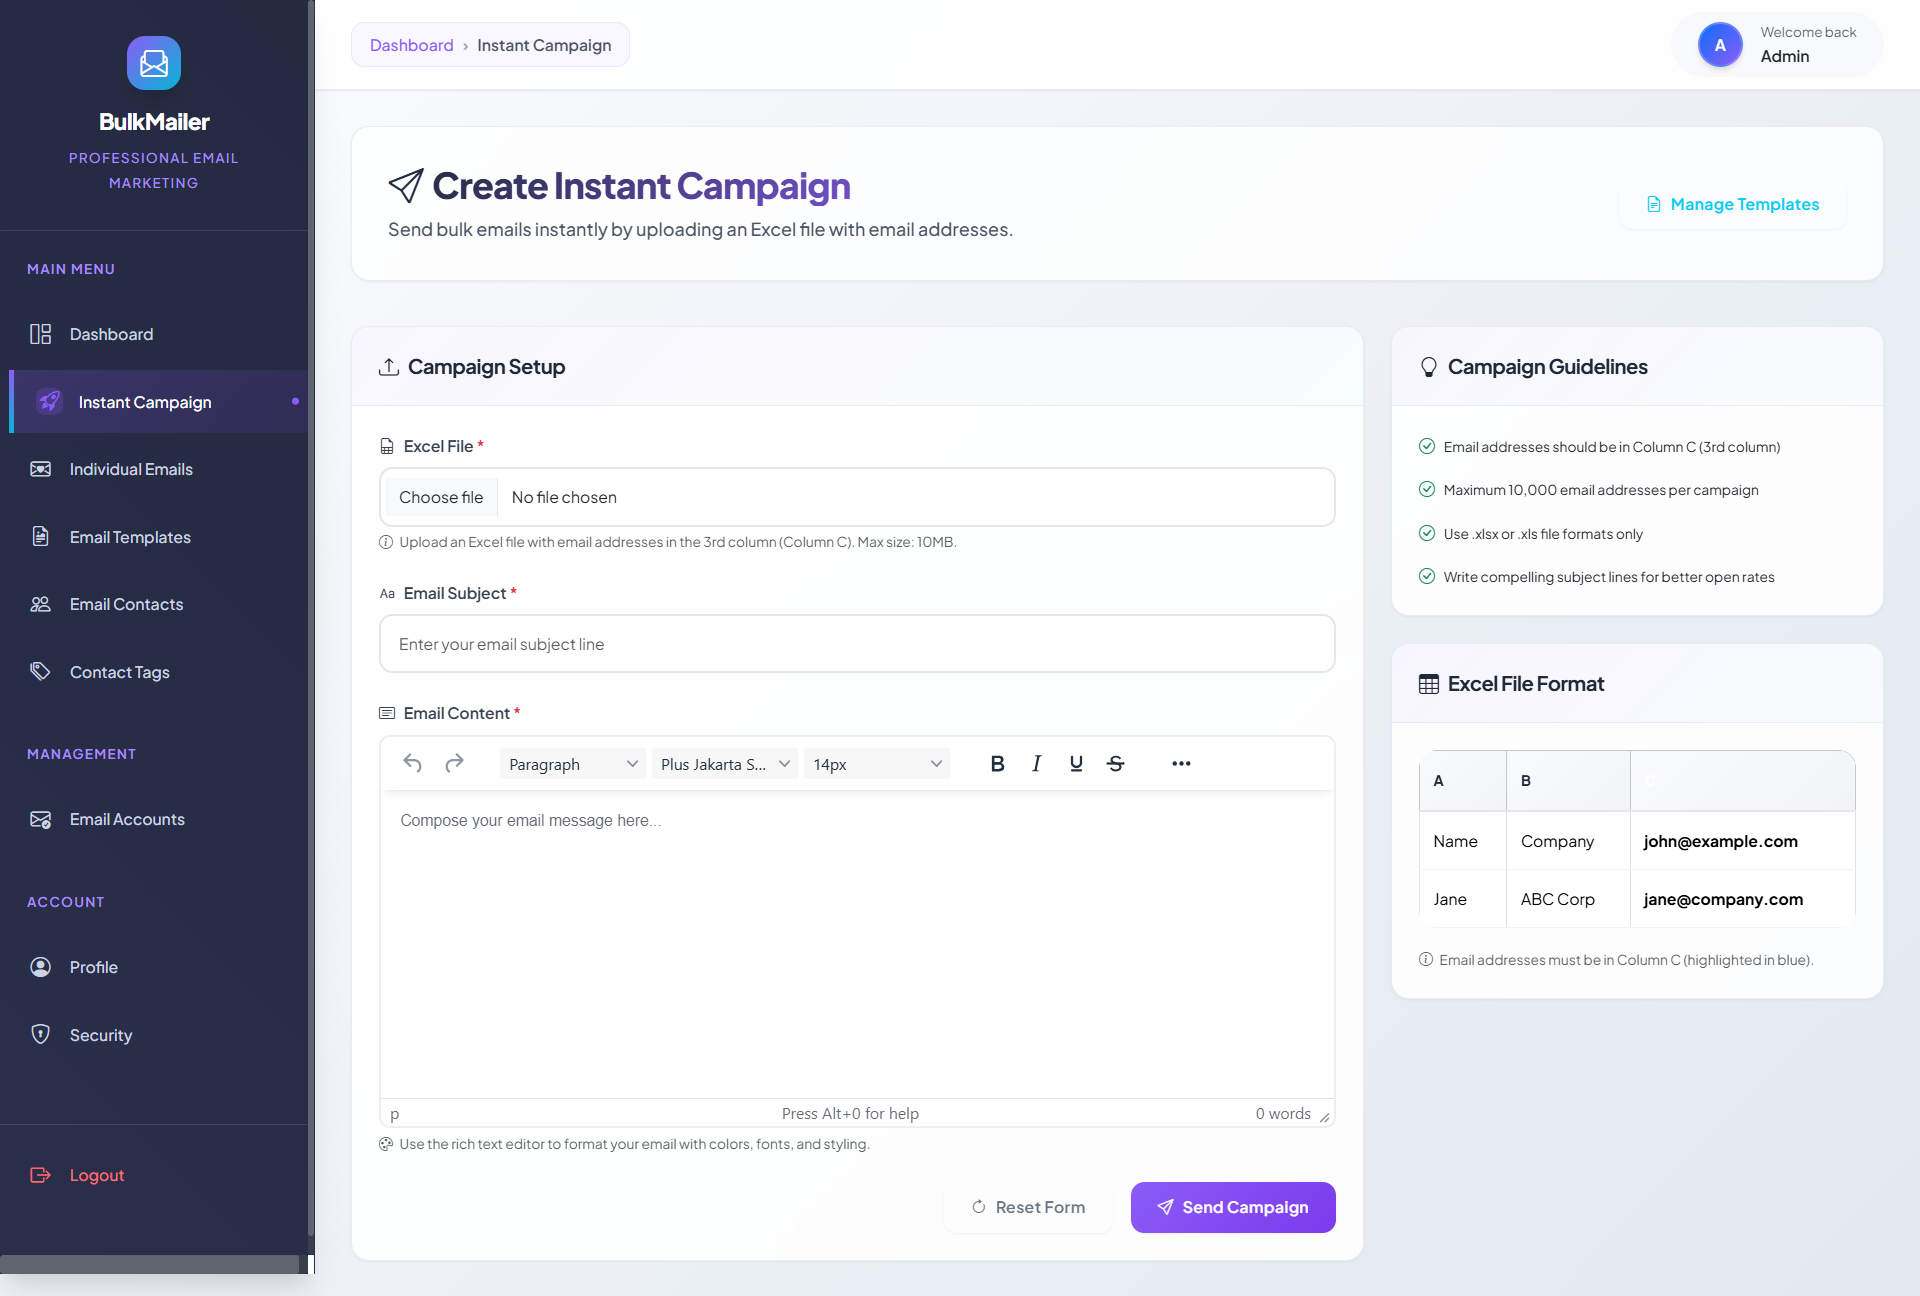 BulkMailer
PROFESSIONAL EMAIL
MARKETING
MAIN MENU
Dashboard
Instant Campaign
Individual Emails
Email Templates
Email Contacts
Contact Tags
MANAGEMENT
Email Accounts
ACCOUNT
Profile
Security
Logout
Dashboard › Instant Campaign
A
Welcome back
Admin
Create Instant Campaign
Send bulk emails instantly by uploading an Excel file with email addresses.
Manage Templates
Campaign Setup
Excel File *
Choose file No file chosen
Upload an Excel file with email addresses in the 3rd column (Column C). Max size: 10MB.
Aa Email Subject *
Enter your email subject line
Email Content *
Paragraph Plus Jakarta S... 14px B I U S
Compose your email message here...
p Press Alt+0 for help 0 words
Use the rich text editor to format your email with colors, fonts, and styling.
Reset Form
Send Campaign
Campaign Guidelines
Email addresses should be in Column C (3rd column)
Maximum 10,000 email addresses per campaign
Use .xlsx or .xls file formats only
Write compelling subject lines for better open rates
Excel File Format
A B C
Name Company john@example.com
Jane ABC Corp jane@company.com
Email addresses must be in Column C (highlighted in blue).